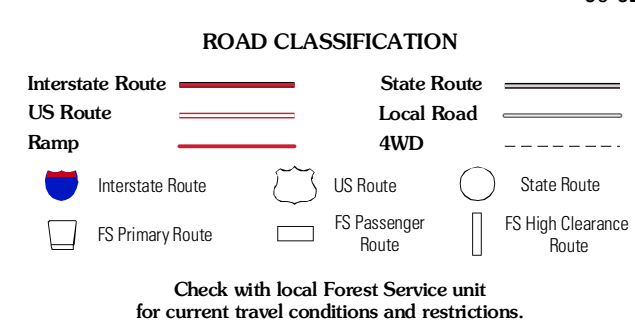 ROAD CLASSIFICATION
Interstate Route
State Route
US Route
Local Road
Ramp
4WD
Interstate Route
US Route
State Route
FS Primary Route
FS Passenger
Route
FS High Clearance
Route
Check with local Forest Service unit
for current travel conditions and restrictions.